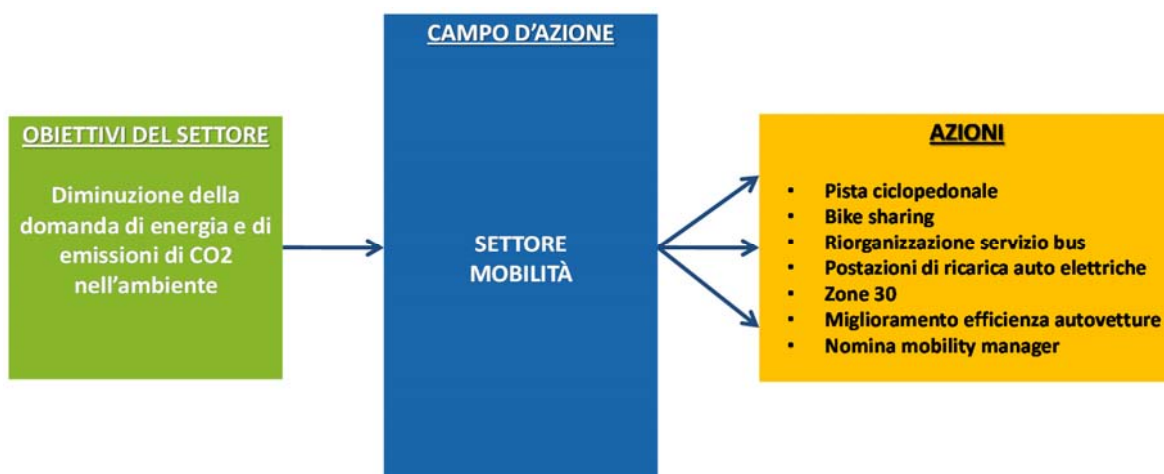 OBIETTIVI DEL SETTORE
Diminuzione della
domanda di energia e di
emissioni di CO2
nell'ambiente
CAMPO D'AZIONE
SETTORE
MOBILITÀ
AZIONI
• Pista ciclopedonale
• Bike sharing
• Riorganizzazione servizio bus
• Postazioni di ricarica auto elettriche
• Zone 30
• Miglioramento efficienza autovetture
• Nomina mobility manager